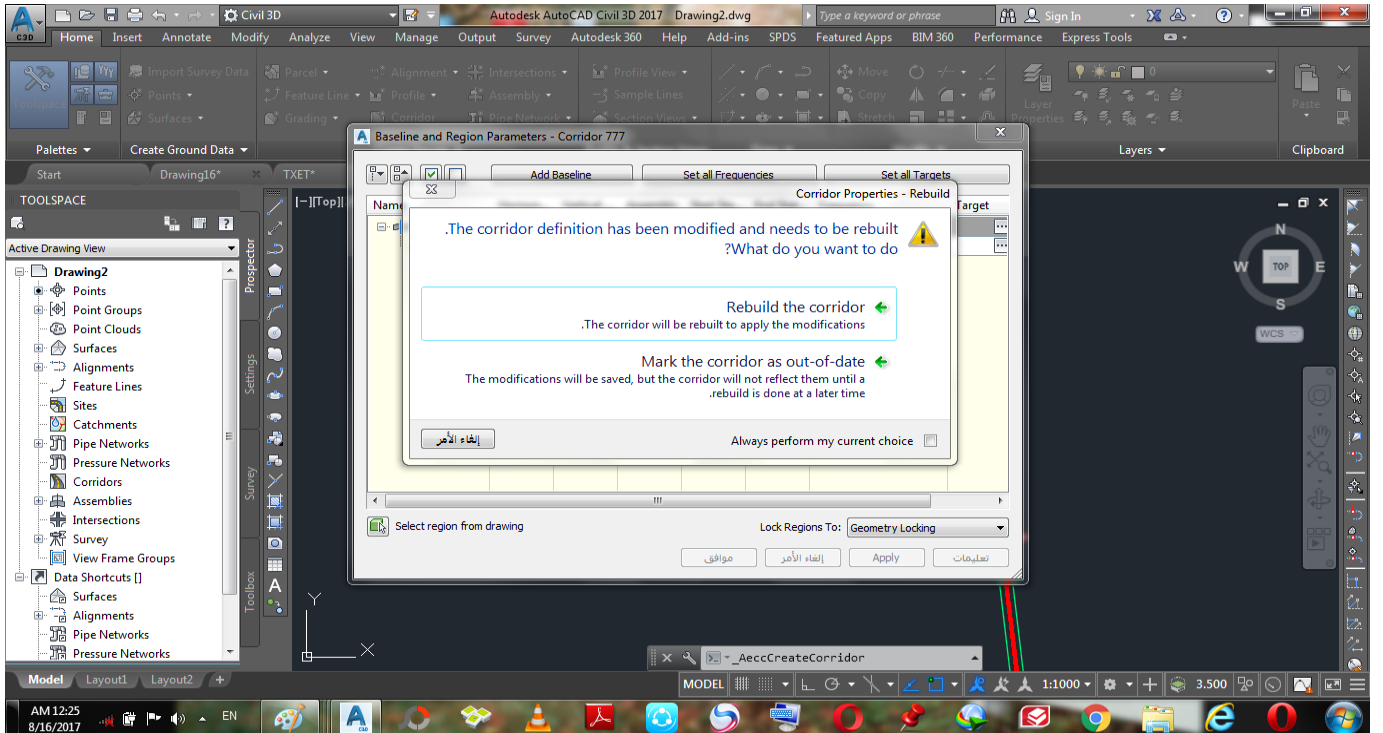 Civil 3D
Autodesk AutoCAD Civil 3D 2017 Drawing2.dwg
Type a keyword or phrase
Sign In
C3D
Home Insert Annotate Modify Analyze View Manage Output Survey Autodesk 360 Help Add-ins SPDS Featured Apps BIM 360 Performance Express Tools
Import Survey Data Parcel Alignment Intersections Profile View Move 0
Toolspace Points Feature Line Profile Assembly Sample Lines Copy Layer Paste
Surfaces Grading Corridor Pipe Network Section Views Stretch Properties
Palettes Create Ground Data Layers Clipboard
Start Drawing16* TXET*
TOOLSPACE
Active Drawing View
Drawing2
Points
Point Groups
Point Clouds
Surfaces
Alignments
Feature Lines
Sites
Catchments
Pipe Networks
Pressure Networks
Corridors
Assemblies
Intersections
Survey
View Frame Groups
Data Shortcuts []
Surfaces
Alignments
Pipe Networks
Pressure Networks
Prospector
Settings
Survey
Toolbox
A
[−][Top]
Baseline and Region Parameters - Corridor 777
Add Baseline Set all Frequencies Set all Targets
Name Target
Corridor Properties - Rebuild
.The corridor definition has been modified and needs to be rebuilt
?What do you want to do
Rebuild the corridor
.The corridor will be rebuilt to apply the modifications
Mark the corridor as out-of-date
The modifications will be saved, but the corridor will not reflect them until a
.rebuild is done at a later time
إلغاء الأمر
Always perform my current choice
Select region from drawing
Lock Regions To: Geometry Locking
موافق إلغاء الأمر Apply تعليمات
N
W TOP E
S
WCS
Y
X
_AeccCreateCorridor
Model Layout1 Layout2 +
MODEL 1:1000 3.500
AM 12:25
8/16/2017
EN
C3D